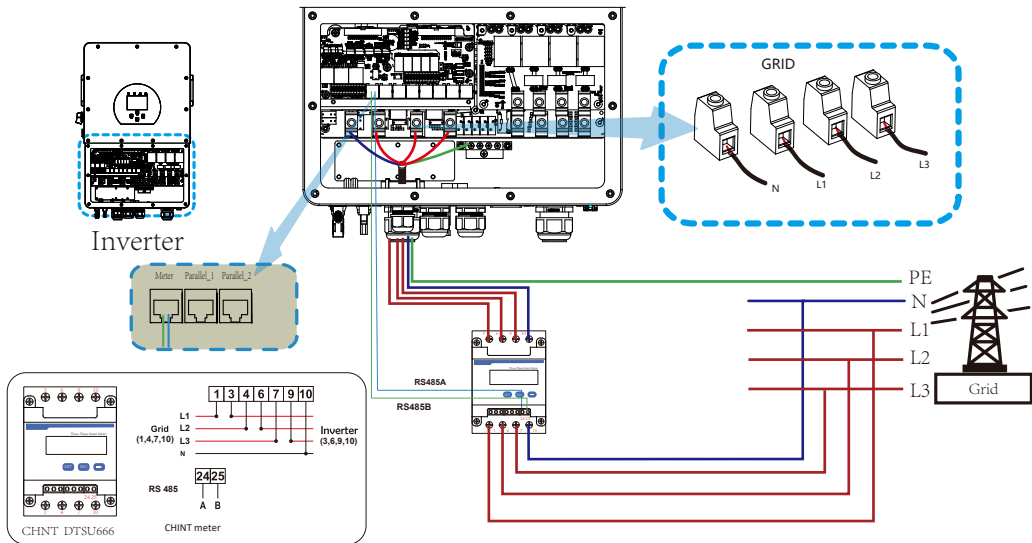 GRID
N
L1
L2
L3
Inverter
Meter Parallel_1 Parallel_2
PE
N
L1
L2
L3
Grid
RS485A
RS485B
1 3 4 6 7 9 10
L1
L2
L3
N
Grid
(1,4,7,10)
Inverter
(3,6,9,10)
24 25
RS 485
A B
CHNT DTSU666
CHINT meter